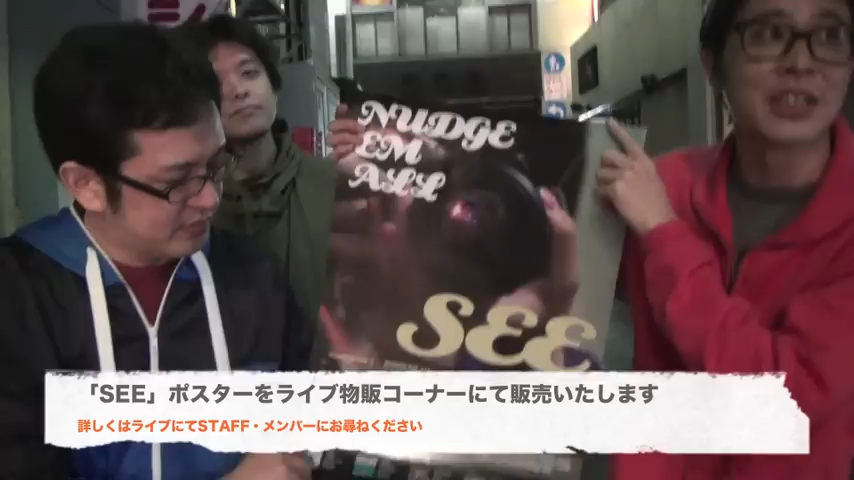 NUDGE
EM
ALL
SEE
「SEE」ポスターをライブ物販コーナーにて販売いたします
詳しくはライブにてSTAFF・メンバーにお尋ねください